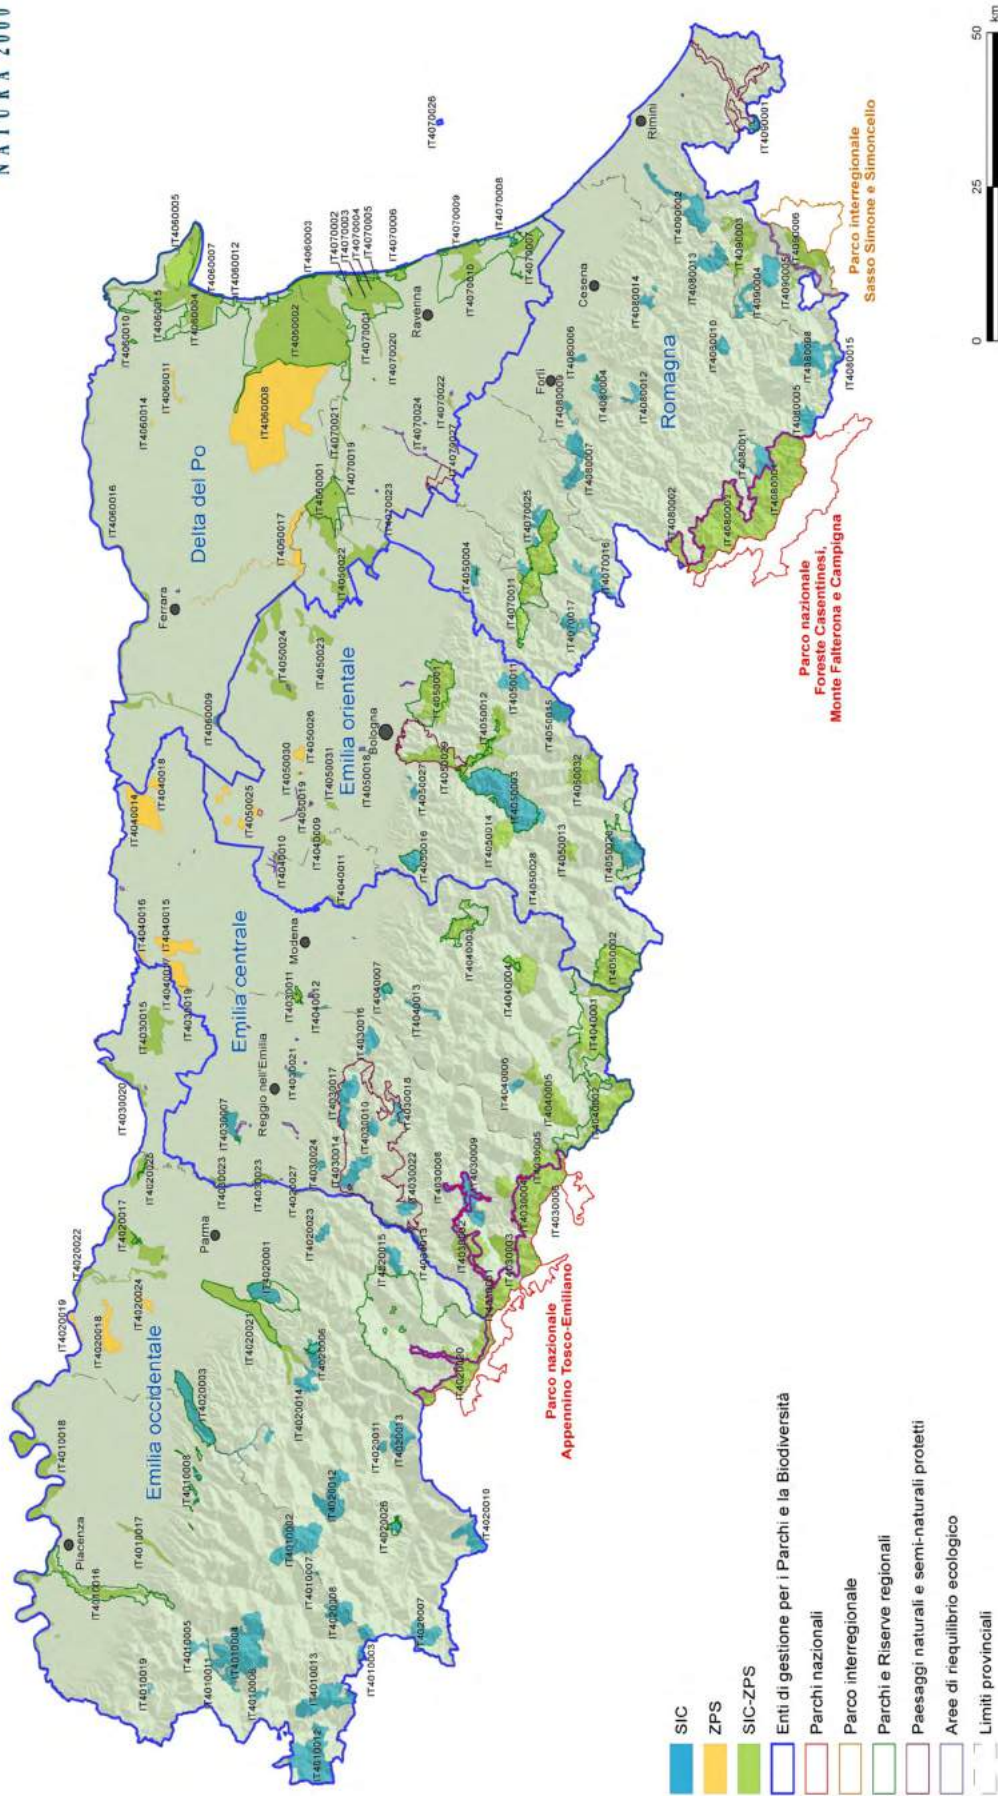 NATURA 2000
IT4010018
Piacenza
IT4010016
IT4010017
IT4010019
IT4010005
IT4010011
IT4010004
IT4010006
IT4010013
IT4010012
IT4010003
IT4010008
IT4010002
IT4010007
IT4020008
IT4020007
IT4020010
IT4020026
IT4020012
IT4020011
IT4020013
IT4020014
IT4020003
IT4020021
IT4020006
IT4020001
Emilia occidentale
IT4020019
IT4020018
IT4020022
IT4020024
IT4020017
IT4020025
Parma
IT4020023
IT4020027
IT4020015
IT4020020
IT4030013
IT4030023
IT4030023
IT4030024
IT4030014
IT4030022
IT4030008
IT4030009
IT4030002
IT4030001
IT4030003
IT4030004
IT4030005
IT4030006
Parco nazionale
Appennino Tosco-Emiliano
IT4030020
IT4030007
Reggio nell'Emilia
IT4030021
IT4030017
IT4030010
IT4030018
IT4030016
IT4030015
IT4030019
IT4030011
Emilia centrale
IT4040017
IT4040016
IT4040015
Modena
IT4040012
IT4040007
IT4040013
IT4040006
IT4040005
IT4040002
IT4040001
IT4040004
IT4040003
IT4040014
IT4040018
IT4040010
IT4040009
IT4040011
IT4050002
IT4050025
IT4050030
IT4050019
IT4050026
IT4050031
Emilia orientale
IT4050018
Bologna
IT4050016
IT4050027
IT4050029
IT4050001
IT4050003
IT4050012
IT4050011
IT4050014
IT4050028
IT4050013
IT4050032
IT4050015
IT4050020
IT4050024
IT4050023
IT4050022
IT4050004
IT4060009
Ferrara
IT4060016
Delta del Po
IT4060017
IT4060001
IT4060014
IT4060011
IT4060008
IT4060010
IT4060015
IT4060004
IT4060005
IT4060007
IT4060012
IT4060002
IT4060003
IT4070002
IT4070003
IT4070004
IT4070005
IT4070006
IT4070001
IT4070020
IT4070021
IT4070019
IT4070023
IT4070024
IT4070022
IT4070027
Ravenna
IT4070009
IT4070010
IT4070008
IT4070007
IT4070026
IT4070011
IT4070025
IT4070016
IT4070017
Romagna
Forlì
Cesena
Rimini
IT4080006
IT4080009
IT4080004
IT4080007
IT4080012
IT4080014
IT4080013
IT4080010
IT4080011
IT4080002
IT4080001
IT4080005
IT4080008
IT4080015
IT4090002
IT4090003
IT4090004
IT4090005
IT4090006
IT4090001
Parco nazionale
Foreste Casentinesi,
Monte Falterona e Campigna
Parco interregionale
Sasso Simone e Simoncello
SIC
ZPS
SIC-ZPS
Enti di gestione per i Parchi e la Biodiversità
Parchi nazionali
Parco interregionale
Parchi e Riserve regionali
Paesaggi naturali e semi-naturali protetti
Aree di riequilibrio ecologico
Limiti provinciali
0 25 50
km